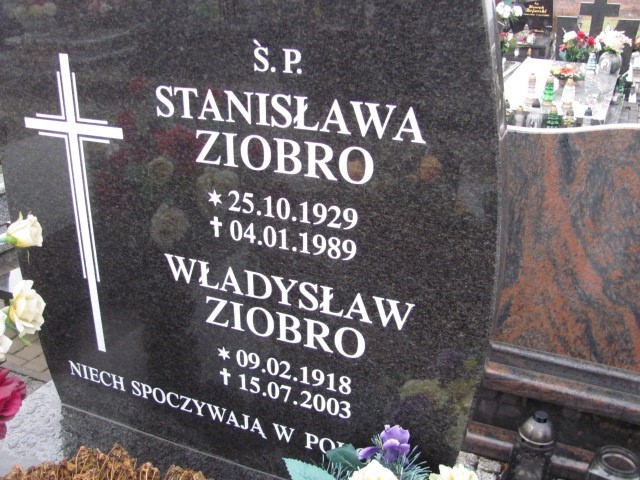 Ś.P.
STANISŁAWA
ZIOBRO
* 25.10.1929
✝ 04.01.1989
WŁADYSŁAW
ZIOBRO
* 09.02.1918
✝ 15.07.2003
NIECH SPOCZYWAJĄ W